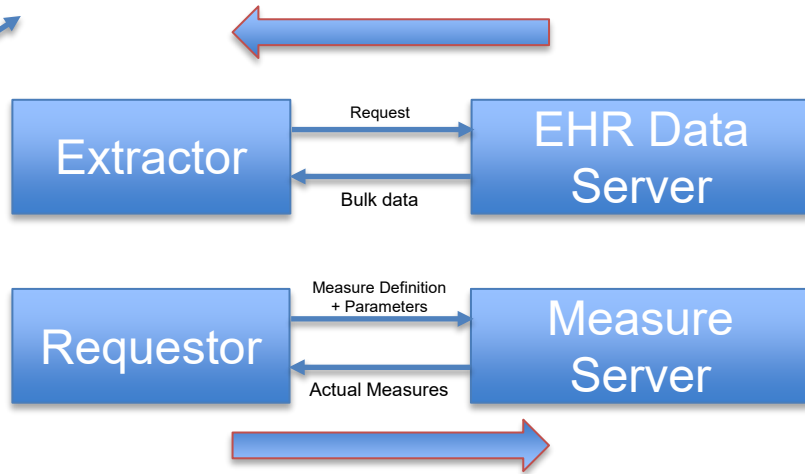 Extractor
Request
Bulk data
EHR Data
Server
Requestor
Measure Definition
+ Parameters
Actual Measures
Measure
Server